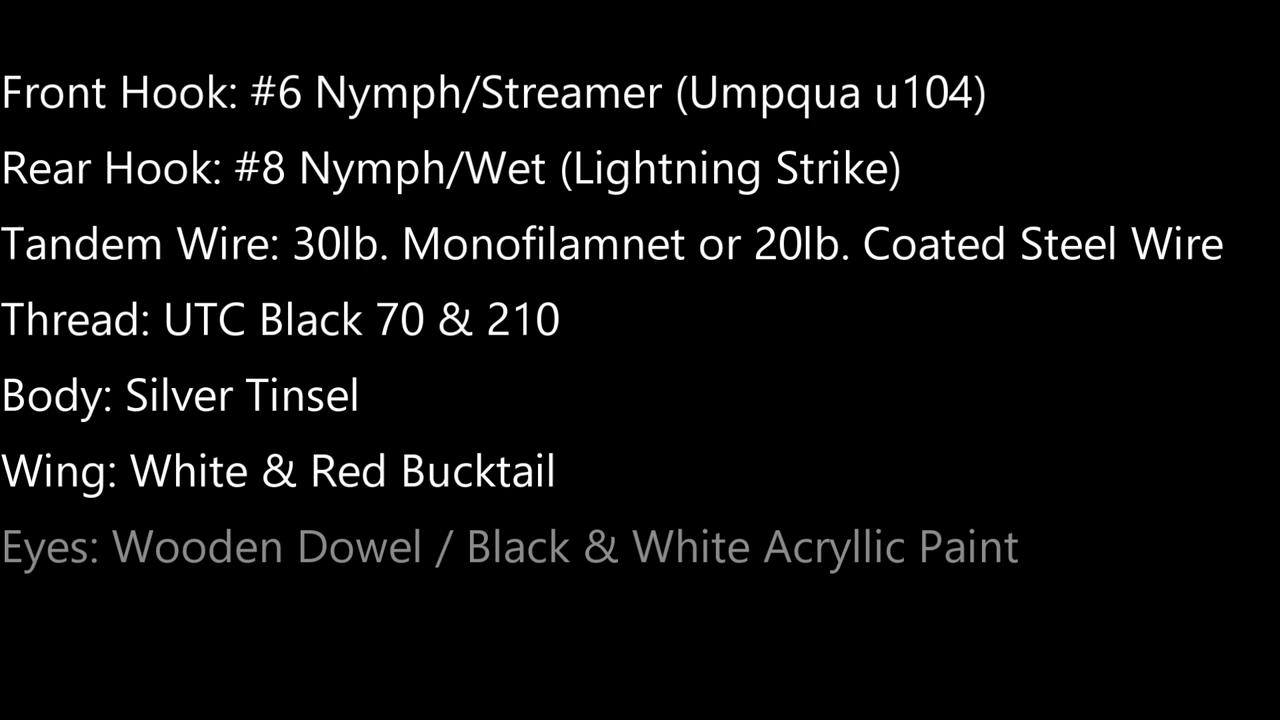 Front Hook: #6 Nymph/Streamer (Umpqua u104)
Rear Hook: #8 Nymph/Wet (Lightning Strike)
Tandem Wire: 30lb. Monofilamnet or 20lb. Coated Steel Wire
Thread: UTC Black 70 & 210
Body: Silver Tinsel
Wing: White & Red Bucktail
Eyes: Wooden Dowel / Black & White Acryllic Paint